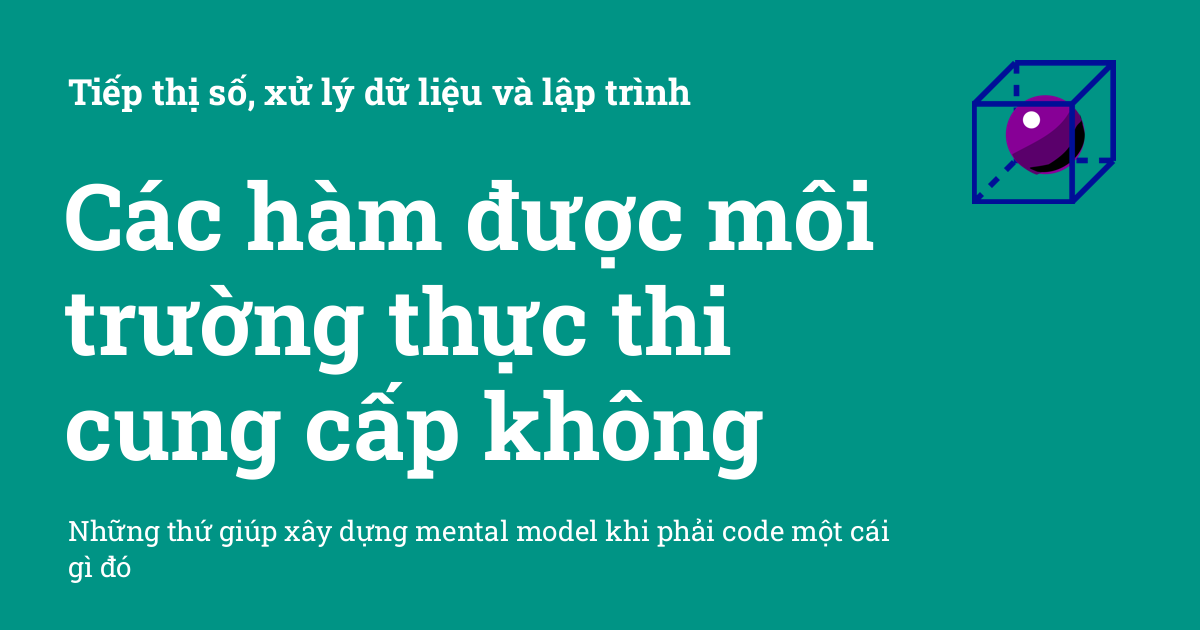 Tiếp thị số, xử lý dữ liệu và lập trình
Các hàm được môi
trường thực thi
cung cấp không
Những thứ giúp xây dựng mental model khi phải code một cái
gì đó